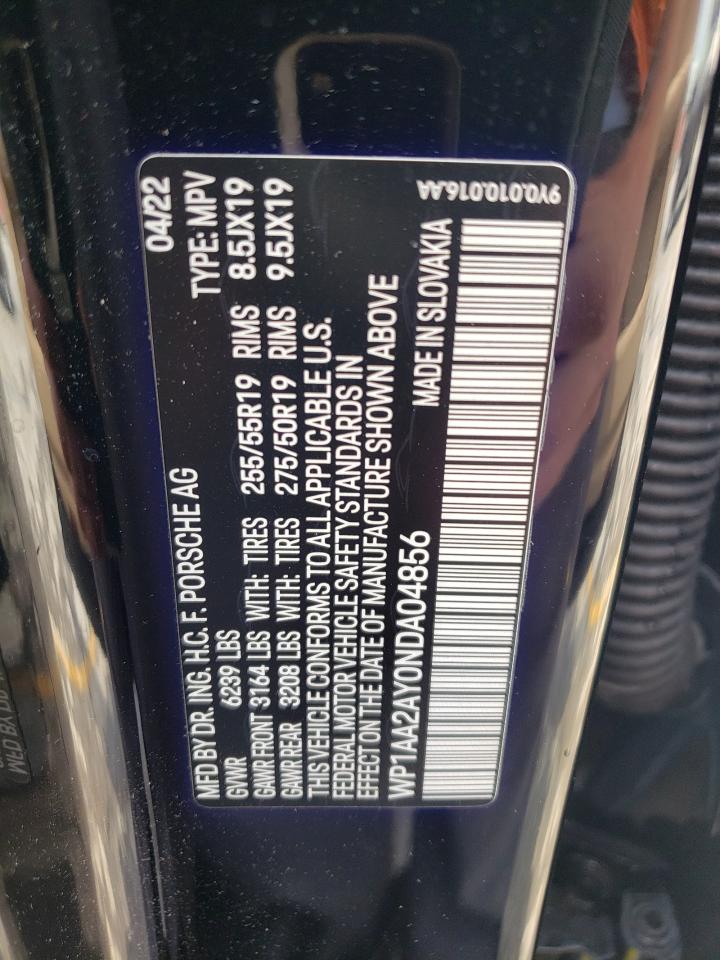 MFD BY DR. ING. H.C. F. PORSCHE AG 04/22
GVWR 6239 LBS TYPE: MPV
GAWR FRONT 3164 LBS WITH: TIRES 255/55R19 RIMS 8.5JX19
GAWR REAR 3208 LBS WITH: TIRES 275/50R19 RIMS 9.5JX19
THIS VEHICLE CONFORMS TO ALL APPLICABLE U.S.
FEDERAL MOTOR VEHICLE SAFETY STANDARDS IN
EFFECT ON THE DATE OF MANUFACTURE SHOWN ABOVE
WP1AA2AY0NDA04856 MADE IN SLOVAKIA
9Y0.010.016.AA